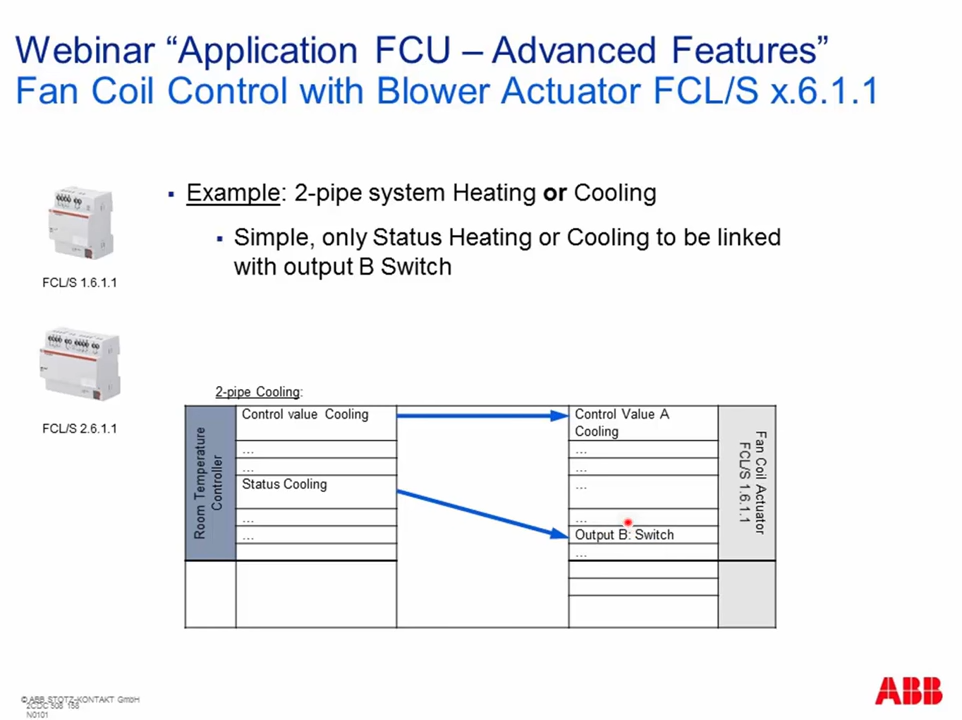 Webinar “Application FCU – Advanced Features”
Fan Coil Control with Blower Actuator FCL/S x.6.1.1
▪ Example: 2-pipe system Heating or Cooling
▪ Simple, only Status Heating or Cooling to be linked
with output B Switch
FCL/S 1.6.1.1
FCL/S 2.6.1.1
2-pipe Cooling:
Room Temperature
Controller
Control value Cooling
...
...
Status Cooling
...
...
Control Value A
Cooling
...
...
...
...
Output B: Switch
...
Fan Coil Actuator
FCL/S 1.6.1.1
© ABB STOTZ-KONTAKT GmbH
N0101
ABB